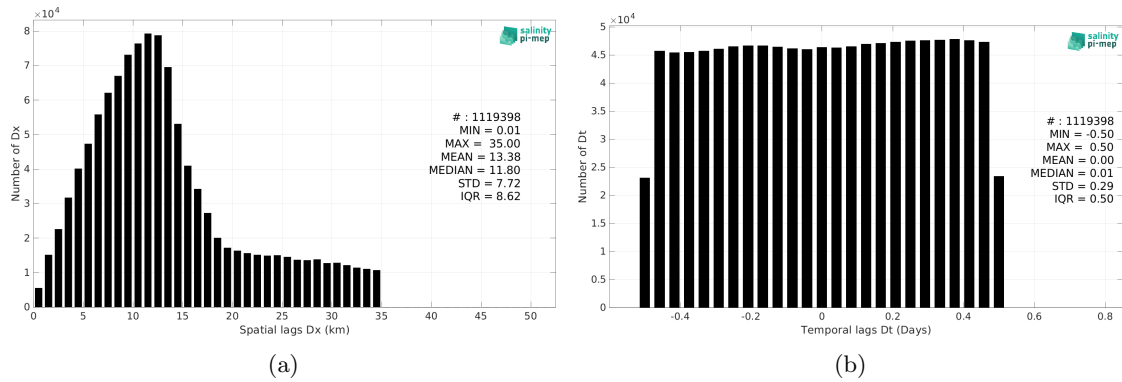 ×10⁴
8
7
6
5
4
3
2
1
0
Number of Dx
salinity
pi-mep
# : 1119398
MIN = 0.01
MAX = 35.00
MEAN = 13.38
MEDIAN = 11.80
STD = 7.72
IQR = 8.62
0 5 10 15 20 25 30 35 40 45 50
Spatial lags Dx (km)
(a)
×10⁴
5
4.5
4
3.5
3
2.5
2
1.5
1
0.5
0
Number of Dt
salinity
pi-mep
# : 1119398
MIN = -0.50
MAX = 0.50
MEAN = 0.00
MEDIAN = 0.01
STD = 0.29
IQR = 0.50
-0.4 -0.2 0 0.2 0.4 0.6 0.8
Temporal lags Dt (Days)
(b)